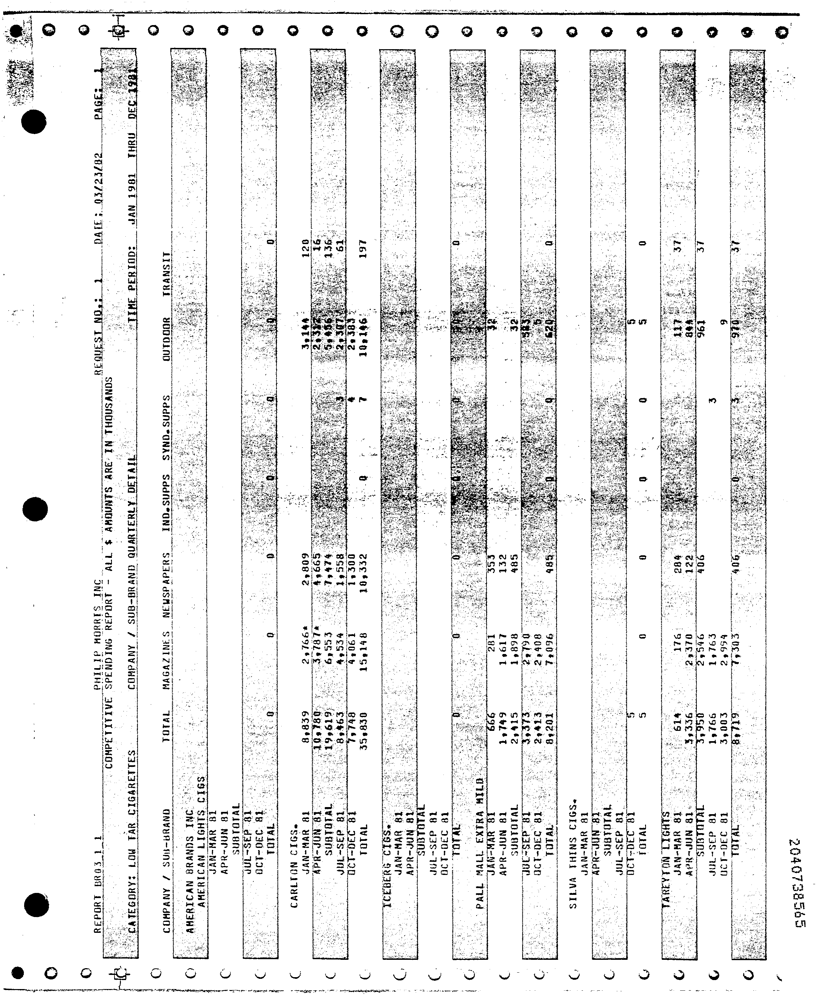 REPORT BR03.1_1 PHILIP MORRIS INC REQUEST NO.: 1 DATE: 03/23/82 PAGE: 1
COMPETITIVE SPENDING REPORT - ALL $ AMOUNTS ARE IN THOUSANDS
CATEGORY: LOW TAR CIGARETTES COMPANY / SUB-BRAND QUARTERLY DETAIL TIME PERIOD: JAN 1981 THRU DEC 1981
COMPANY / SUB-BRAND TOTAL MAGAZINES NEWSPAPERS IND.SUPPS SYND.SUPPS OUTDOOR TRANSIT
AMERICAN BRANDS INC
AMERICAN LIGHTS CIGS
JAN-MAR 81
APR-JUN 81
SUBTOTAL
JUL-SEP 81
OCT-DEC 81
TOTAL 0 0 0 0 0 0 0
CARLTON CIGS.
JAN-MAR 81 8,839 2,766* 2,809 3,144 120
APR-JUN 81 10,780 3,787* 4,665 2,312 16
SUBTOTAL 19,619 6,553 7,474 5,456 136
JUL-SEP 81 8,463 4,534 1,558 3 2,307 61
OCT-DEC 81 7,748 4,061 1,300 4 2,383
TOTAL 35,830 15,148 10,332 0 7 10,146 197
ICEBERG CIGS.
JAN-MAR 81
APR-JUN 81
SUBTOTAL
JUL-SEP 81
OCT-DEC 81
TOTAL 0 0 0 0 0 0
PALL MALL EXTRA MILD
JAN-MAR 81 666 281 353 32
APR-JUN 81 1,749 1,617 132
SUBTOTAL 2,415 1,898 485 32
JUL-SEP 81 3,373 2,790 583
OCT-DEC 81 2,413 2,408 5
TOTAL 8,201 7,096 485 0 0 620 0
SILVA THINS CIGS.
JAN-MAR 81
APR-JUN 81
SUBTOTAL
JUL-SEP 81
OCT-DEC 81 5 5
TOTAL 5 0 0 0 0 5 0
TAREYTON LIGHTS
JAN-MAR 81 614 176 284 117 37
APR-JUN 81 3,336 2,370 122 844
SUBTOTAL 3,950 2,546 406 961 37
JUL-SEP 81 1,766 1,763 3
OCT-DEC 81 3,003 2,994 9
TOTAL 8,719 7,303 406 0 3 970 37
2040738565